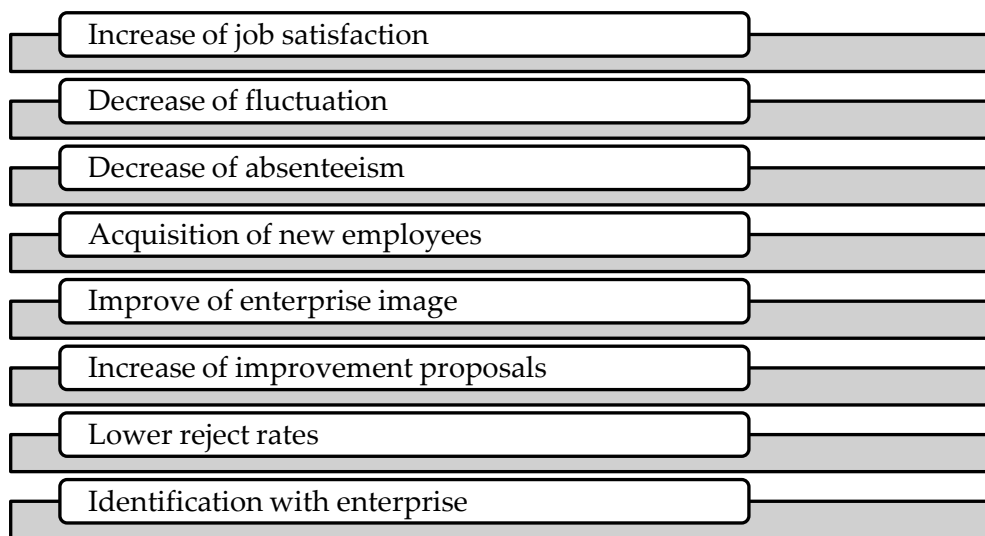 Increase of job satisfaction
Decrease of fluctuation
Decrease of absenteeism
Acquisition of new employees
Improve of enterprise image
Increase of improvement proposals
Lower reject rates
Identification with enterprise